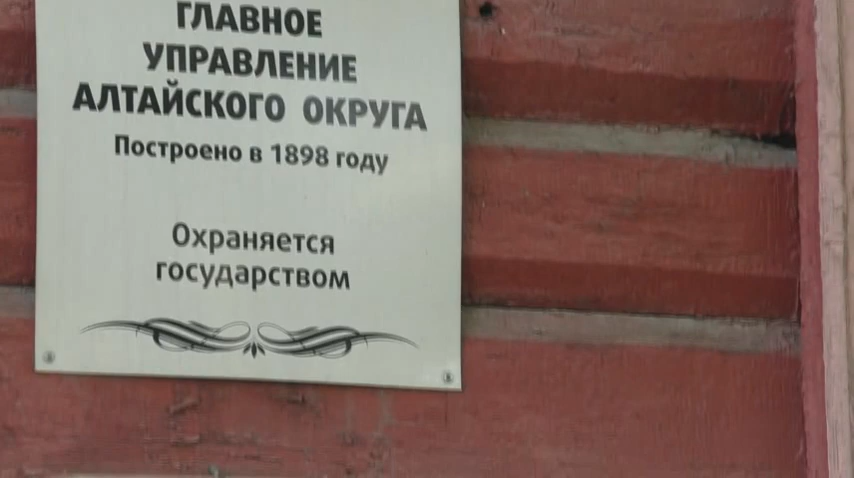 ГЛАВНОЕ
УПРАВЛЕНИЕ
АЛТАЙСКОГО ОКРУГА
Построено в 1898 году
Охраняется
государством